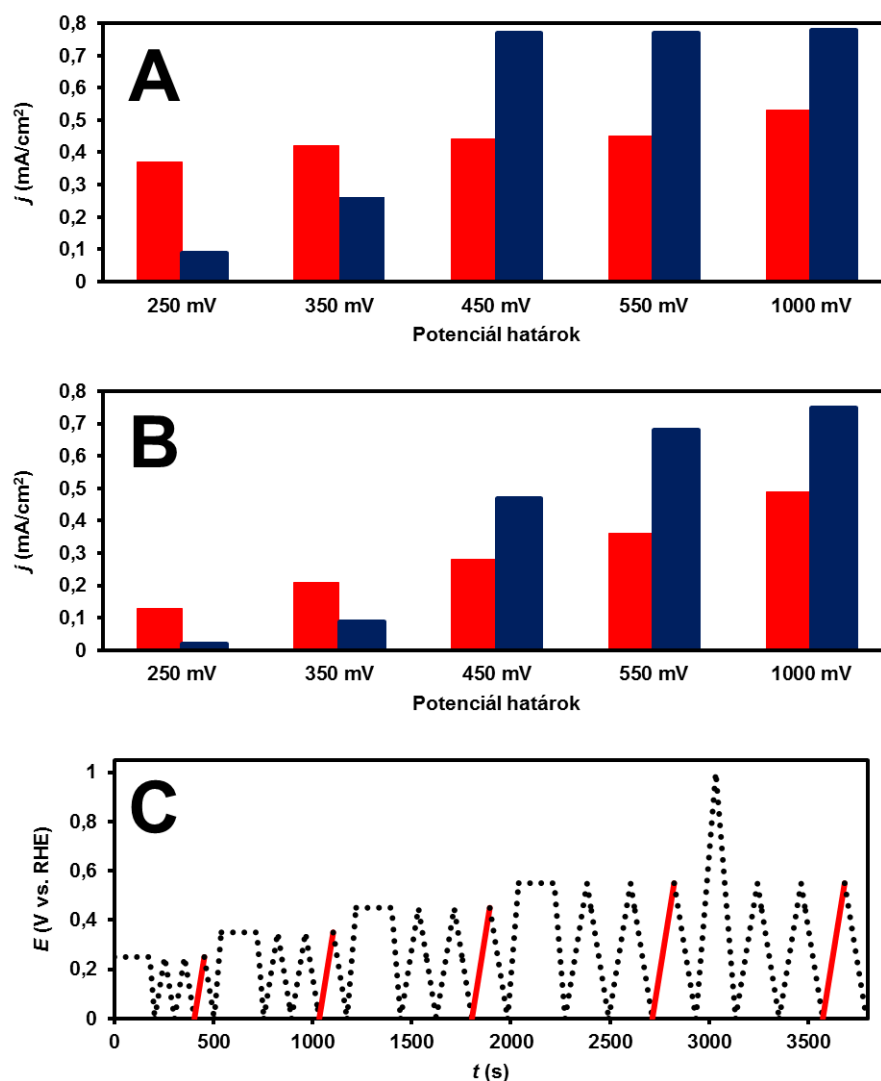 A
j (mA/cm²)
0,8
0,7
0,6
0,5
0,4
0,3
0,2
0,1
0
250 mV 350 mV 450 mV 550 mV 1000 mV
Potenciál határok
B
j (mA/cm²)
0,8
0,7
0,6
0,5
0,4
0,3
0,2
0,1
0
250 mV 350 mV 450 mV 550 mV 1000 mV
Potenciál határok
C
E (V vs. RHE)
1
0,8
0,6
0,4
0,2
0
0 500 1000 1500 2000 2500 3000 3500
t (s)